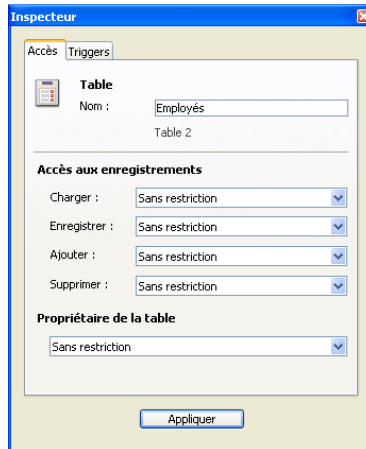 Inspecteur
Accès Triggers
Table
Nom : Employés
Table 2
Accès aux enregistrements
Charger : Sans restriction
Enregistrer : Sans restriction
Ajouter : Sans restriction
Supprimer : Sans restriction
Propriétaire de la table
Sans restriction
Appliquer